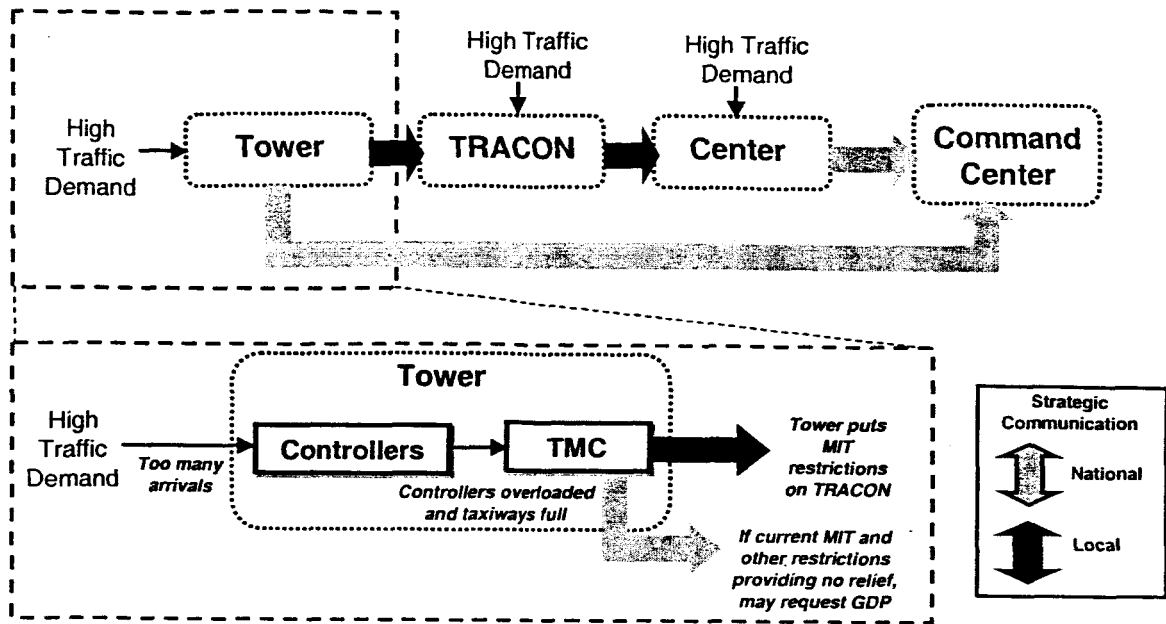 High Traffic
Demand
High Traffic
Demand
High
Traffic
Demand
Tower
TRACON
Center
Command
Center
Tower
High
Traffic
Demand
Too many
arrivals
Controllers
TMC
Controllers overloaded
and taxiways full
Tower puts
MIT
restrictions
on TRACON
If current MIT and
other restrictions
providing no relief,
may request GDP
Strategic
Communication
National
Local